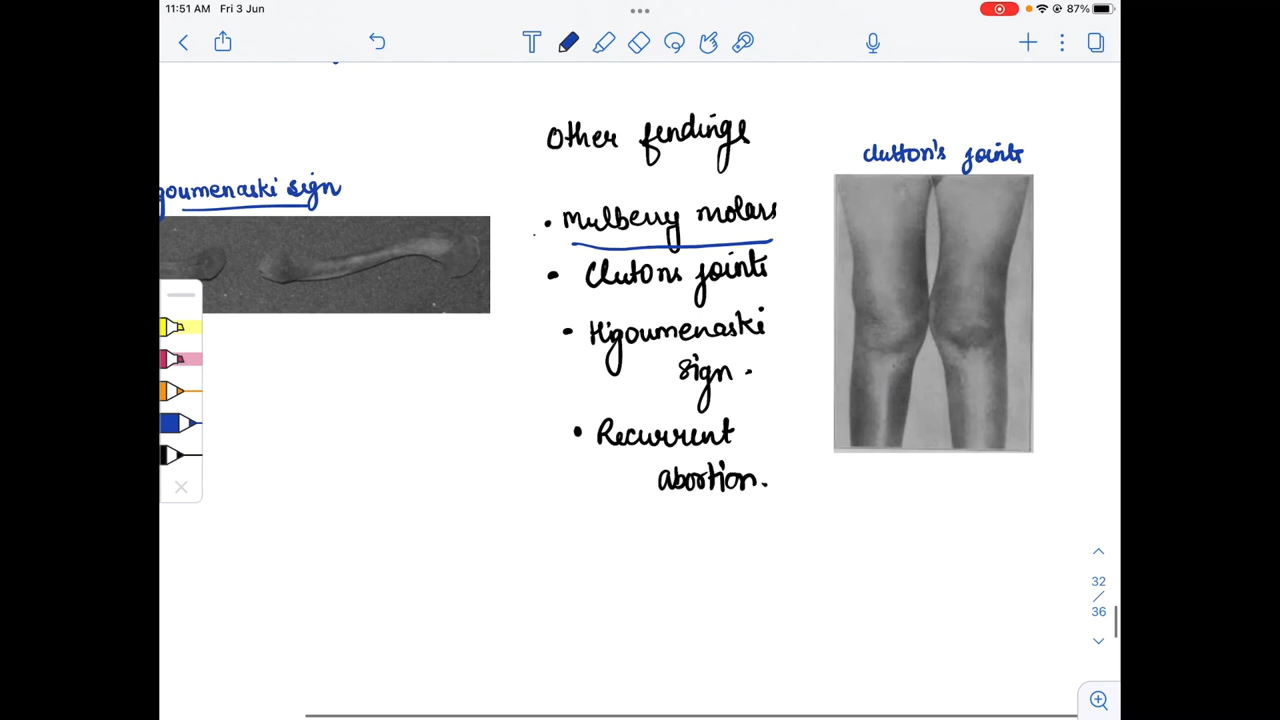 11:51 AM Fri 3 Jun
87%
T
Other findings
Clutton's joints
goumenaski sign
• Mulberry molars
• Clutons joints
• Higoumenaski
sign.
• Recurrent
abortion.
32
/
36